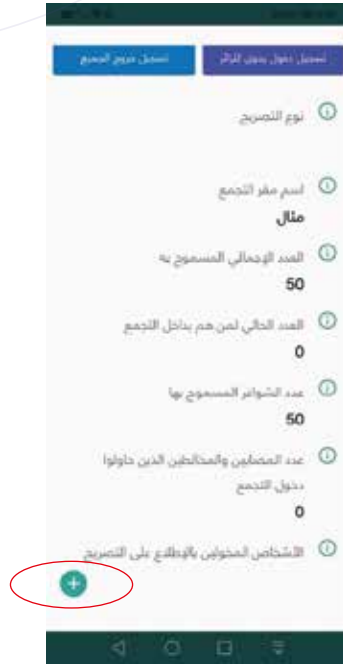 تسجيل دخول يدوي للزائر
تسجيل خروج الجميع
نوع التصريح
اسم مقر التجمع
مثال
العدد الإجمالي المسموح به
50
العدد الحالي لمن هم بداخل التجمع
0
عدد الشواغر المسموح بها
50
عدد المصابين والمخالطين الذين حاولوا
دخول التجمع
0
الأشخاص المخولين بالإطلاع على التصريح